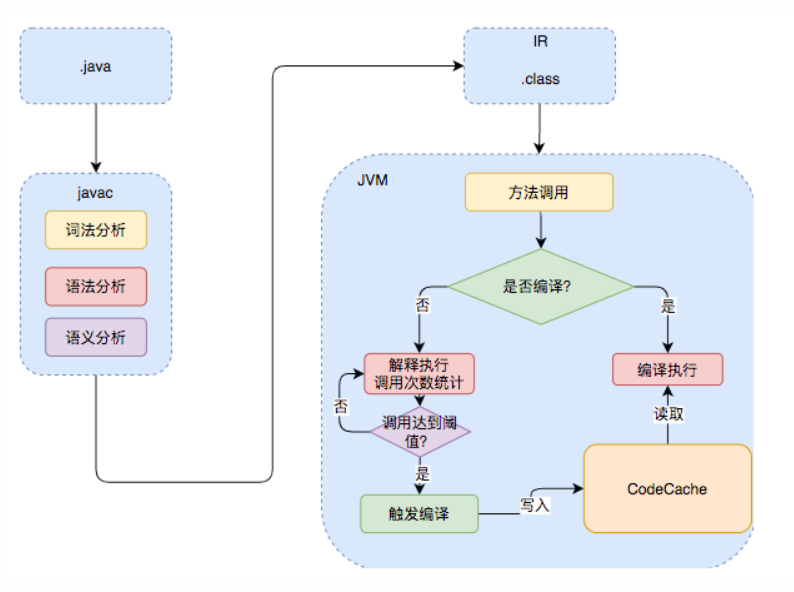 .java
javac
词法分析
语法分析
语义分析
IR
.class
JVM
方法调用
是否编译?
否
是
解释执行
调用次数统计
编译执行
否
调用达到阈
值?
读取
是
触发编译
写入
CodeCache